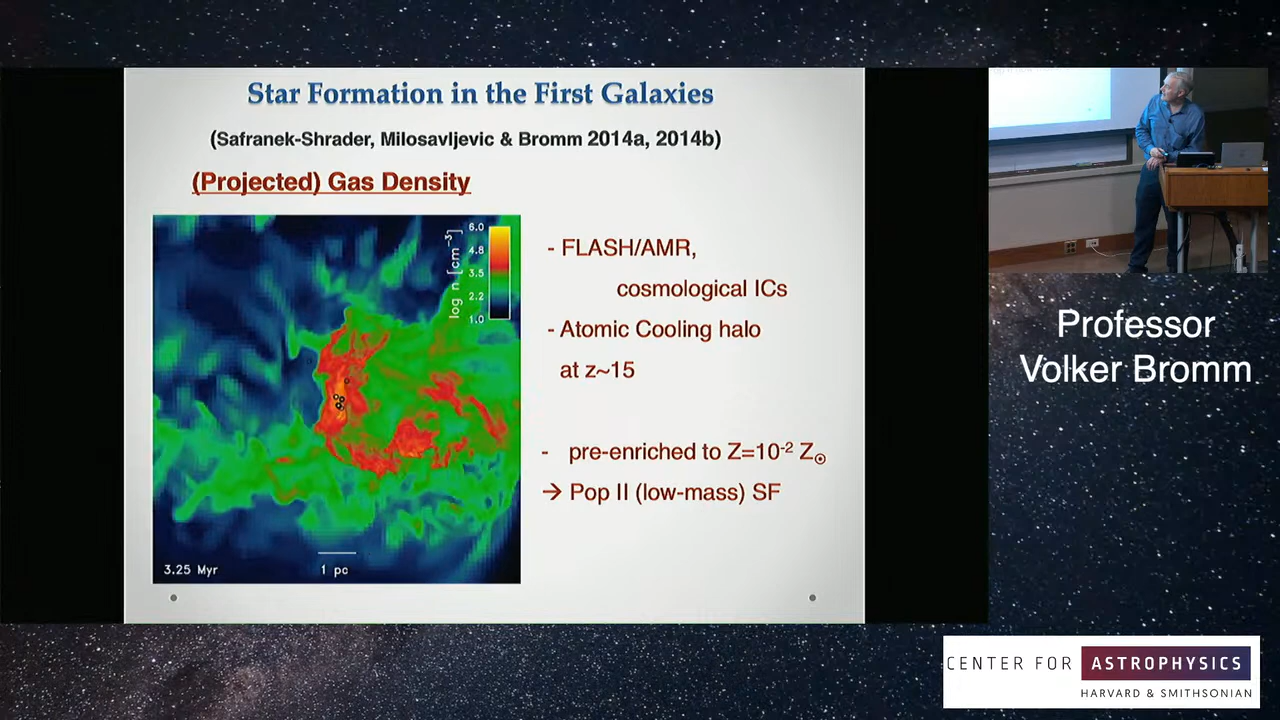 Star Formation in the First Galaxies
(Safranek-Shrader, Milosavljevic & Bromm 2014a, 2014b)
(Projected) Gas Density
6.0
4.8
3.5
2.2
1.0
log n [cm⁻³]
3.25 Myr
1 pc
- FLASH/AMR,
cosmological ICs
- Atomic Cooling halo
at z~15
- pre-enriched to Z=10⁻² Z⊙
→ Pop II (low-mass) SF
Professor
Volker Bromm
CENTER FOR ASTROPHYSICS
HARVARD & SMITHSONIAN